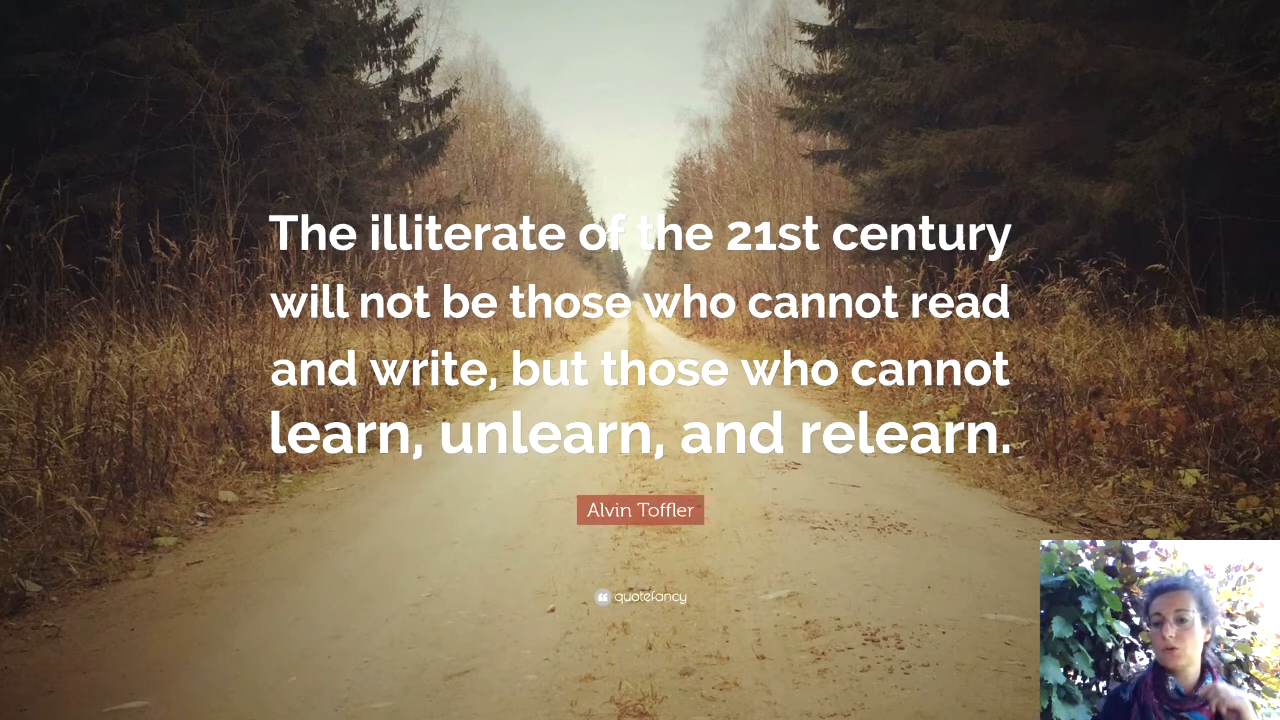 The illiterate of the 21st century
will not be those who cannot read
and write, but those who cannot
learn, unlearn, and relearn.
Alvin Toffler
quotefancy